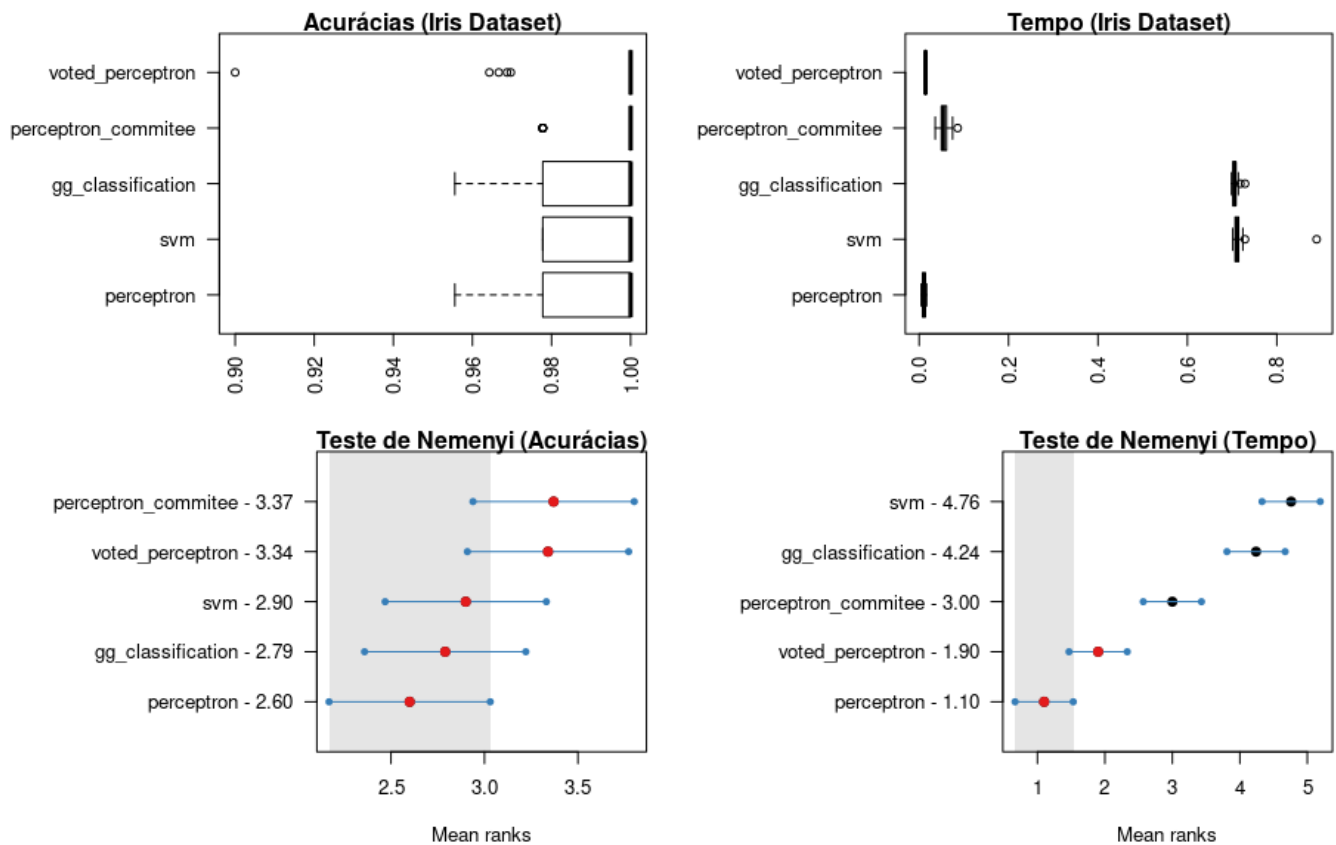 Acurácias (Iris Dataset)
voted_perceptron
perceptron_commitee
gg_classification
svm
perceptron
0.90
0.92
0.94
0.96
0.98
1.00
Tempo (Iris Dataset)
voted_perceptron
perceptron_commitee
gg_classification
svm
perceptron
0.0
0.2
0.4
0.6
0.8
Teste de Nemenyi (Acurácias)
perceptron_commitee - 3.37
voted_perceptron - 3.34
svm - 2.90
gg_classification - 2.79
perceptron - 2.60
2.5
3.0
3.5
Mean ranks
Teste de Nemenyi (Tempo)
svm - 4.76
gg_classification - 4.24
perceptron_commitee - 3.00
voted_perceptron - 1.90
perceptron - 1.10
1
2
3
4
5
Mean ranks